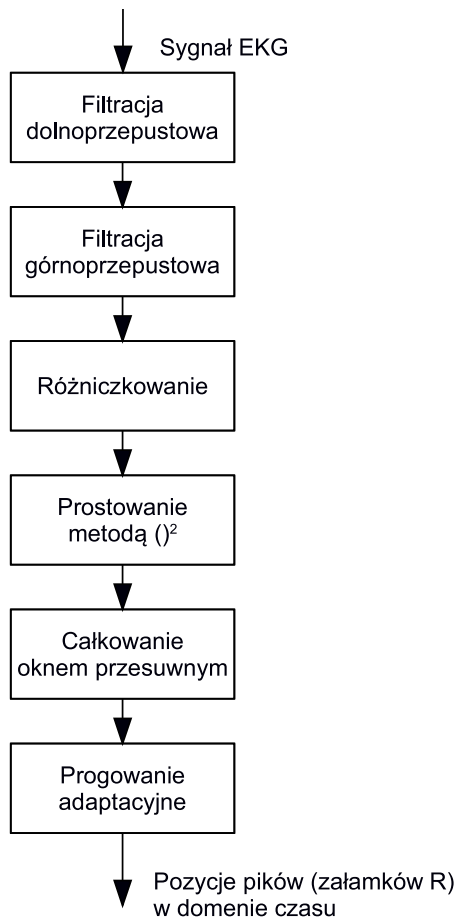 Sygnał EKG
Filtracja
dolnoprzepustowa
Filtracja
górnoprzepustowa
Różniczkowanie
Prostowanie
metodą ()²
Całkowanie
oknem przesuwnym
Progowanie
adaptacyjne
Pozycje pików (załamków R)
w domenie czasu